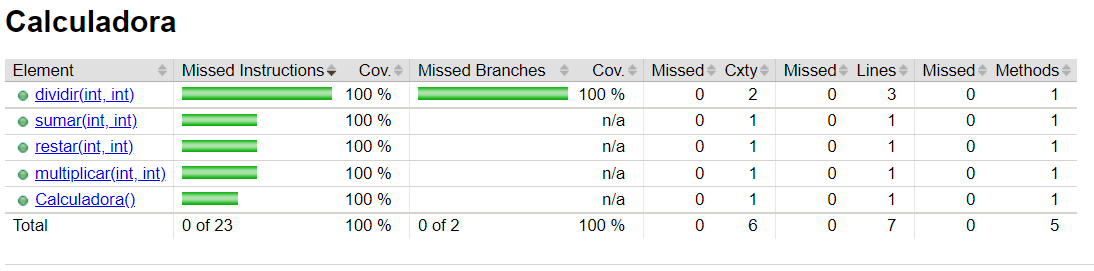 Calculadora
Element Missed Instructions Cov. Missed Branches Cov. Missed Cxty Missed Lines Missed Methods
dividir(int, int) 100 % 100 % 0 2 0 3 0 1
sumar(int, int) 100 % n/a 0 1 0 1 0 1
restar(int, int) 100 % n/a 0 1 0 1 0 1
multiplicar(int, int) 100 % n/a 0 1 0 1 0 1
Calculadora() 100 % n/a 0 1 0 1 0 1
Total 0 of 23 100 % 0 of 2 100 % 0 6 0 7 0 5